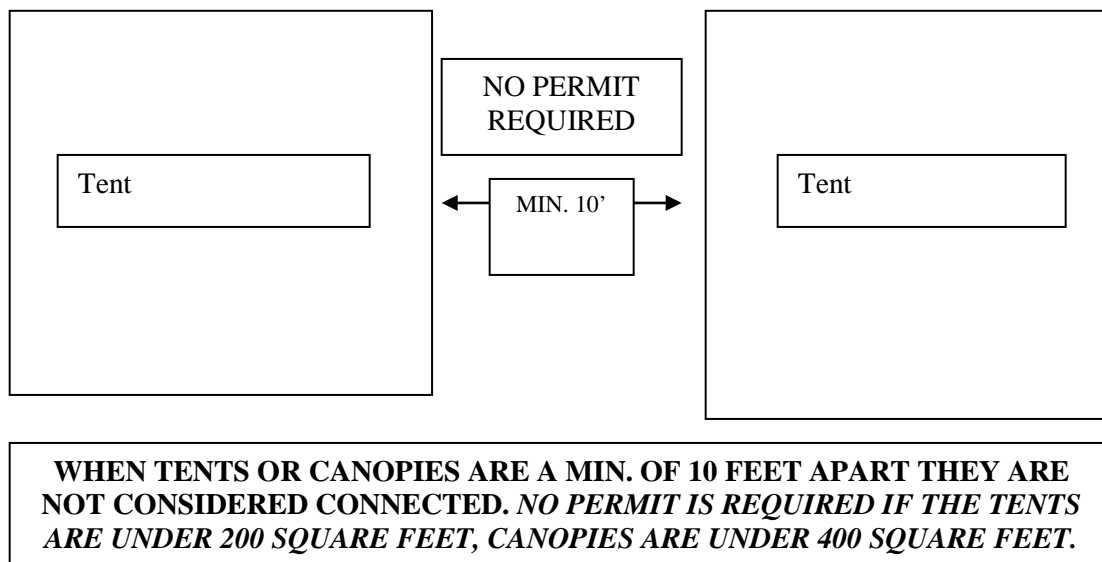 NO PERMIT
REQUIRED
Tent
MIN. 10’
Tent
WHEN TENTS OR CANOPIES ARE A MIN. OF 10 FEET APART THEY ARE
NOT CONSIDERED CONNECTED. NO PERMIT IS REQUIRED IF THE TENTS
ARE UNDER 200 SQUARE FEET, CANOPIES ARE UNDER 400 SQUARE FEET.